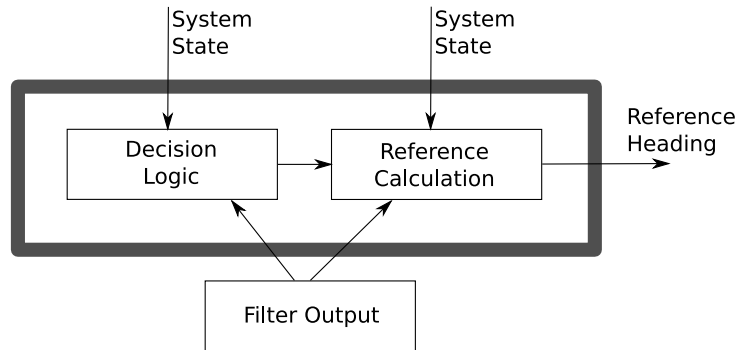 System
State
System
State
Reference
Heading
Decision
Logic
Reference
Calculation
Filter Output